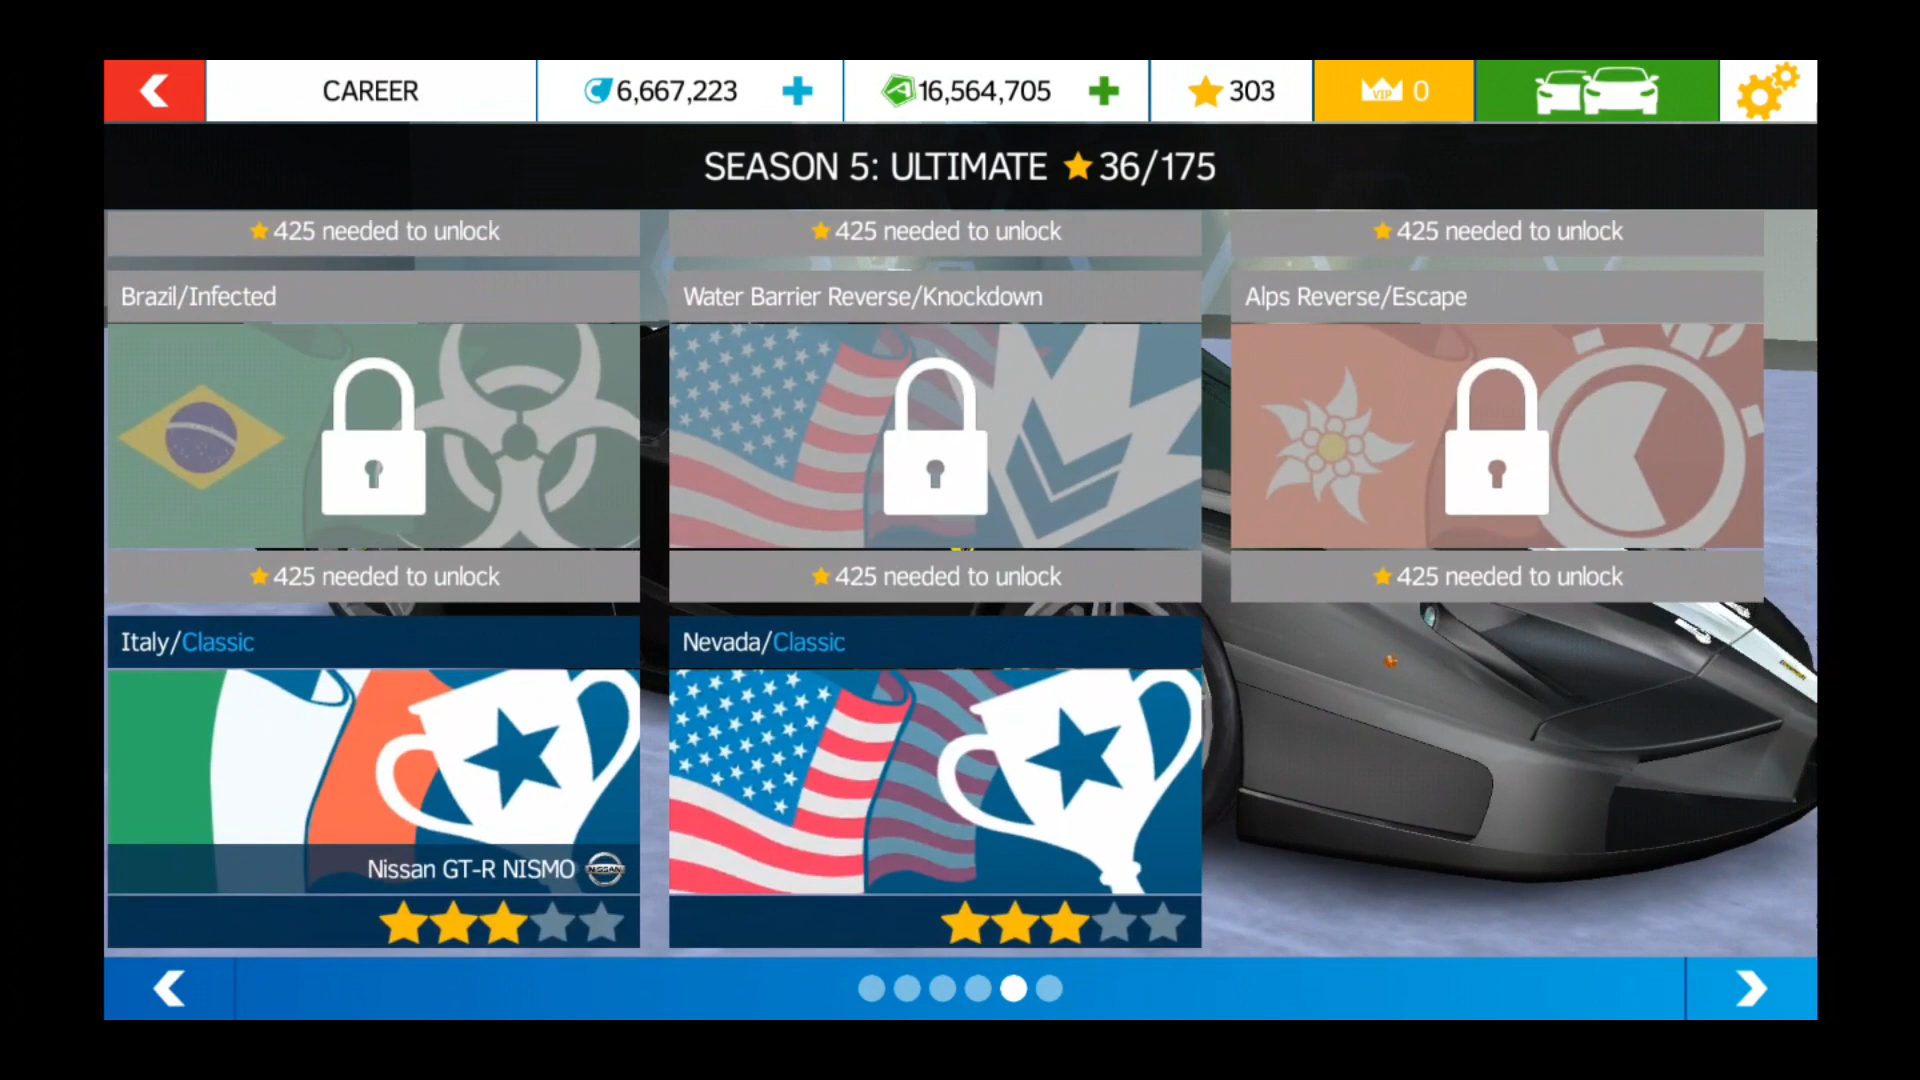 CAREER 6,667,223 16,564,705 303 VIP 0
SEASON 5: ULTIMATE 36/175
425 needed to unlock 425 needed to unlock 425 needed to unlock
Brazil/Infected Water Barrier Reverse/Knockdown Alps Reverse/Escape
425 needed to unlock 425 needed to unlock 425 needed to unlock
Italy/Classic Nevada/Classic
Nissan GT-R NISMO NISSAN